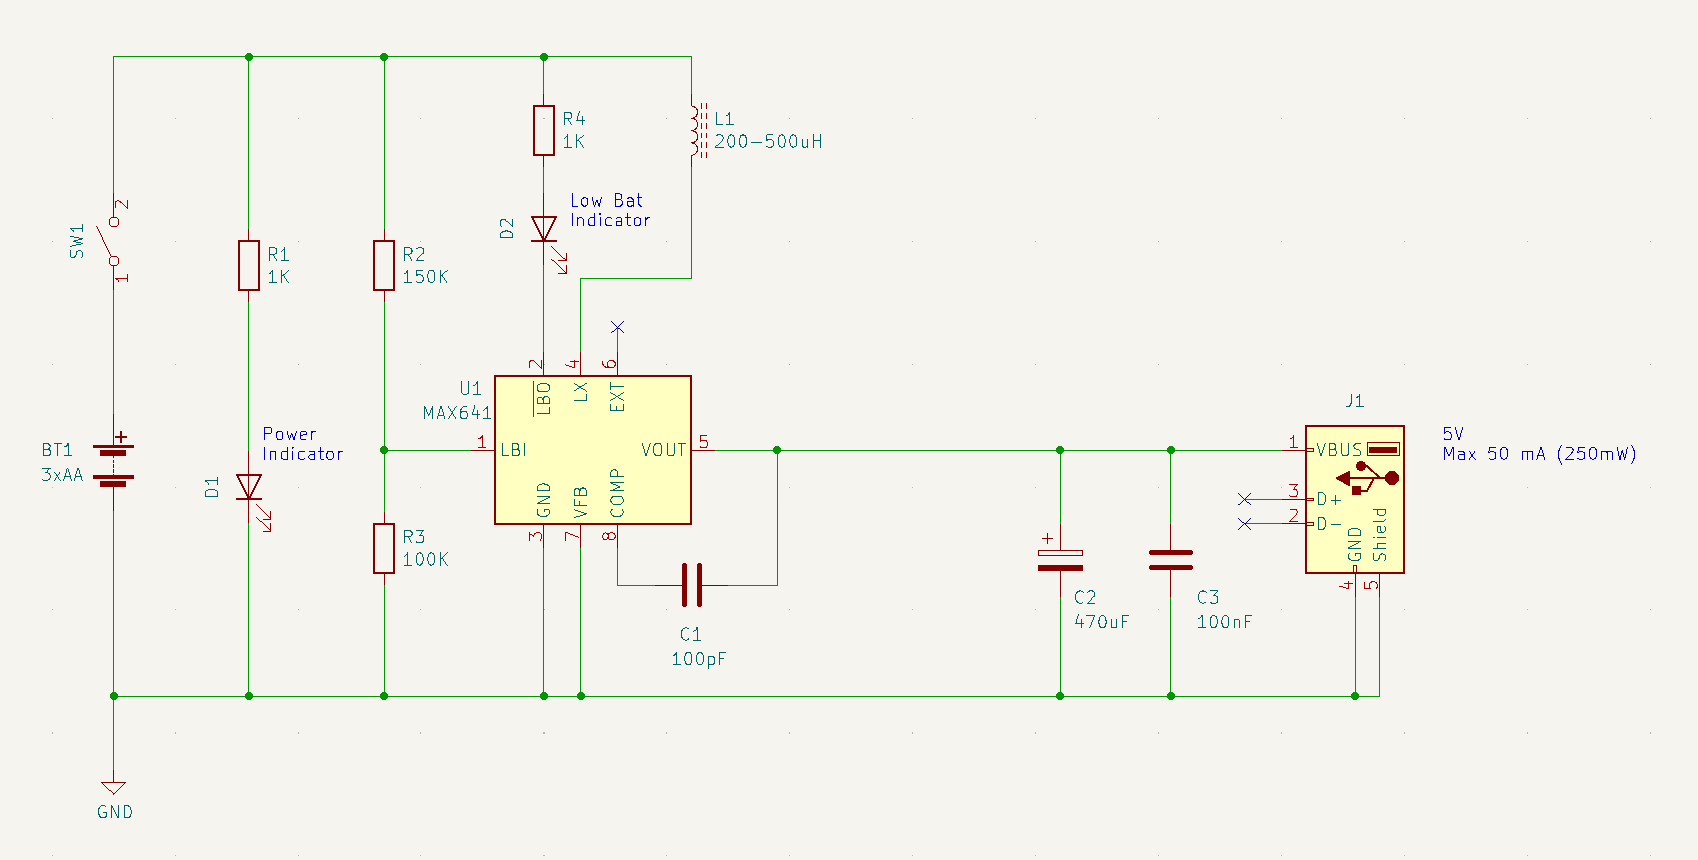 R4
1K
L1
200-500uH
Low Bat
Indicator
D2
SW1
2
1
R1
1K
R2
150K
BT1
3xAA
+
Power
Indicator
D1
R3
100K
U1
MAX641
2
4
6
LBO
LX
EXT
1
LBI
VOUT
5
GND
VFB
COMP
3
7
8
C1
100pF
+
C2
470uF
C3
100nF
J1
1
VBUS
3
D+
2
D-
GND
Shield
4
5
5V
Max 50 mA (250mW)
GND